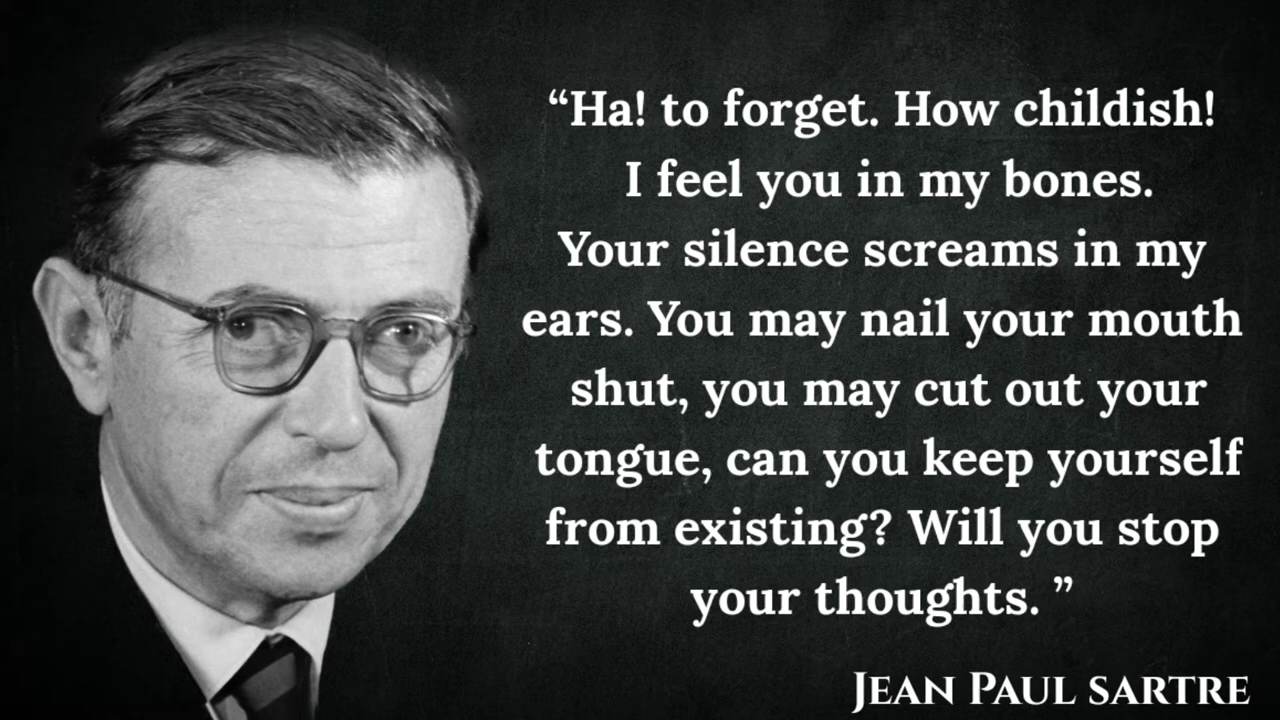 “Ha! to forget. How childish!
I feel you in my bones.
Your silence screams in my
ears. You may nail your mouth
shut, you may cut out your
tongue, can you keep yourself
from existing? Will you stop
your thoughts. ”
Jean Paul sartre